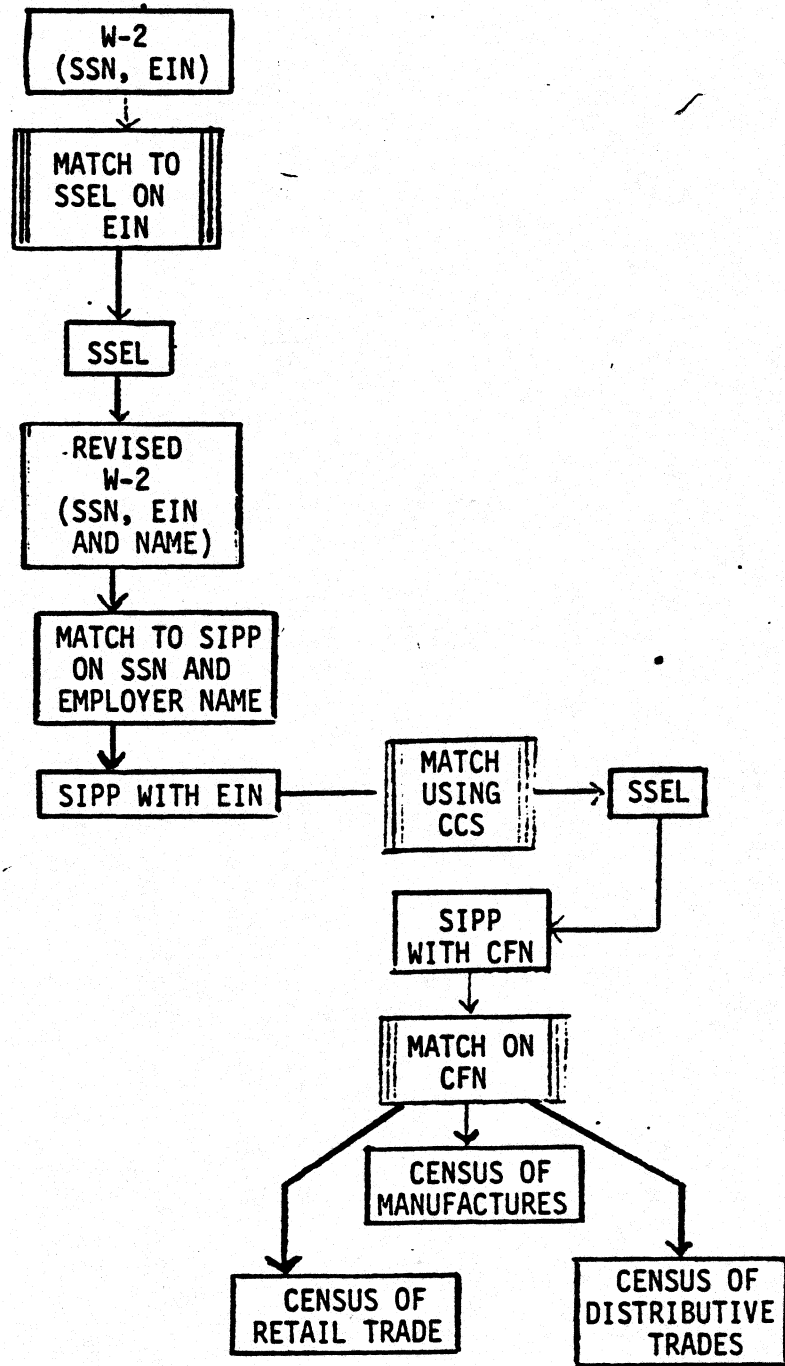 W-2
(SSN, EIN)
MATCH TO
SSEL ON
EIN
SSEL
REVISED
W-2
(SSN, EIN
AND NAME)
MATCH TO SIPP
ON SSN AND
EMPLOYER NAME
SIPP WITH EIN
MATCH
USING
CCS
SSEL
SIPP
WITH CFN
MATCH ON
CFN
CENSUS OF
MANUFACTURES
CENSUS OF
RETAIL TRADE
CENSUS OF
DISTRIBUTIVE
TRADES